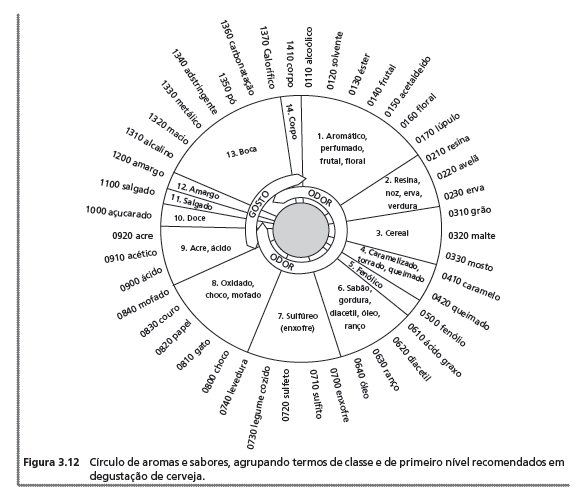 0110 alcoólico
0120 solvente
0130 éster
0140 frutal
0150 acetaldeído
0160 floral
0170 lúpulo
0210 resina
0220 avelã
0230 erva
0310 grão
0320 malte
0330 mosto
0410 caramelo
0420 queimado
0500 fenólio
0610 ácido graxo
0620 diacetil
0630 ranço
0640 óleo
0700 enxofre
0710 sulfito
0720 sulfeto
0730 legume cozido
0740 levedura
0800 choco
0810 gato
0820 papel
0830 couro
0840 mofado
0900 ácido
0910 acético
0920 acre
1000 açucarado
1100 salgado
1200 amargo
1310 alcalino
1320 macio
1330 metálico
1340 adstringente
1350 pó
1360 carbonatação
1370 Calorífico
1410 corpo
1. Aromático,
perfumado,
frutal, floral
2. Resina,
noz, erva,
verdura
3. Cereal
4. Caramelizado,
torrado, queimado
5. Fenólico
6. Sabão,
gordura,
diacetil, óleo,
ranço
7. Sulfúreo
(enxofre)
8. Oxidado,
choco, mofado
9. Acre, ácido
10. Doce
11. Salgado
12. Amargo
13. Boca
14. Corpo
GOSTO
ODOR
ODOR
Figura 3.12 Círculo de aromas e sabores, agrupando termos de classe e de primeiro nível recomendados em
degustação de cerveja.